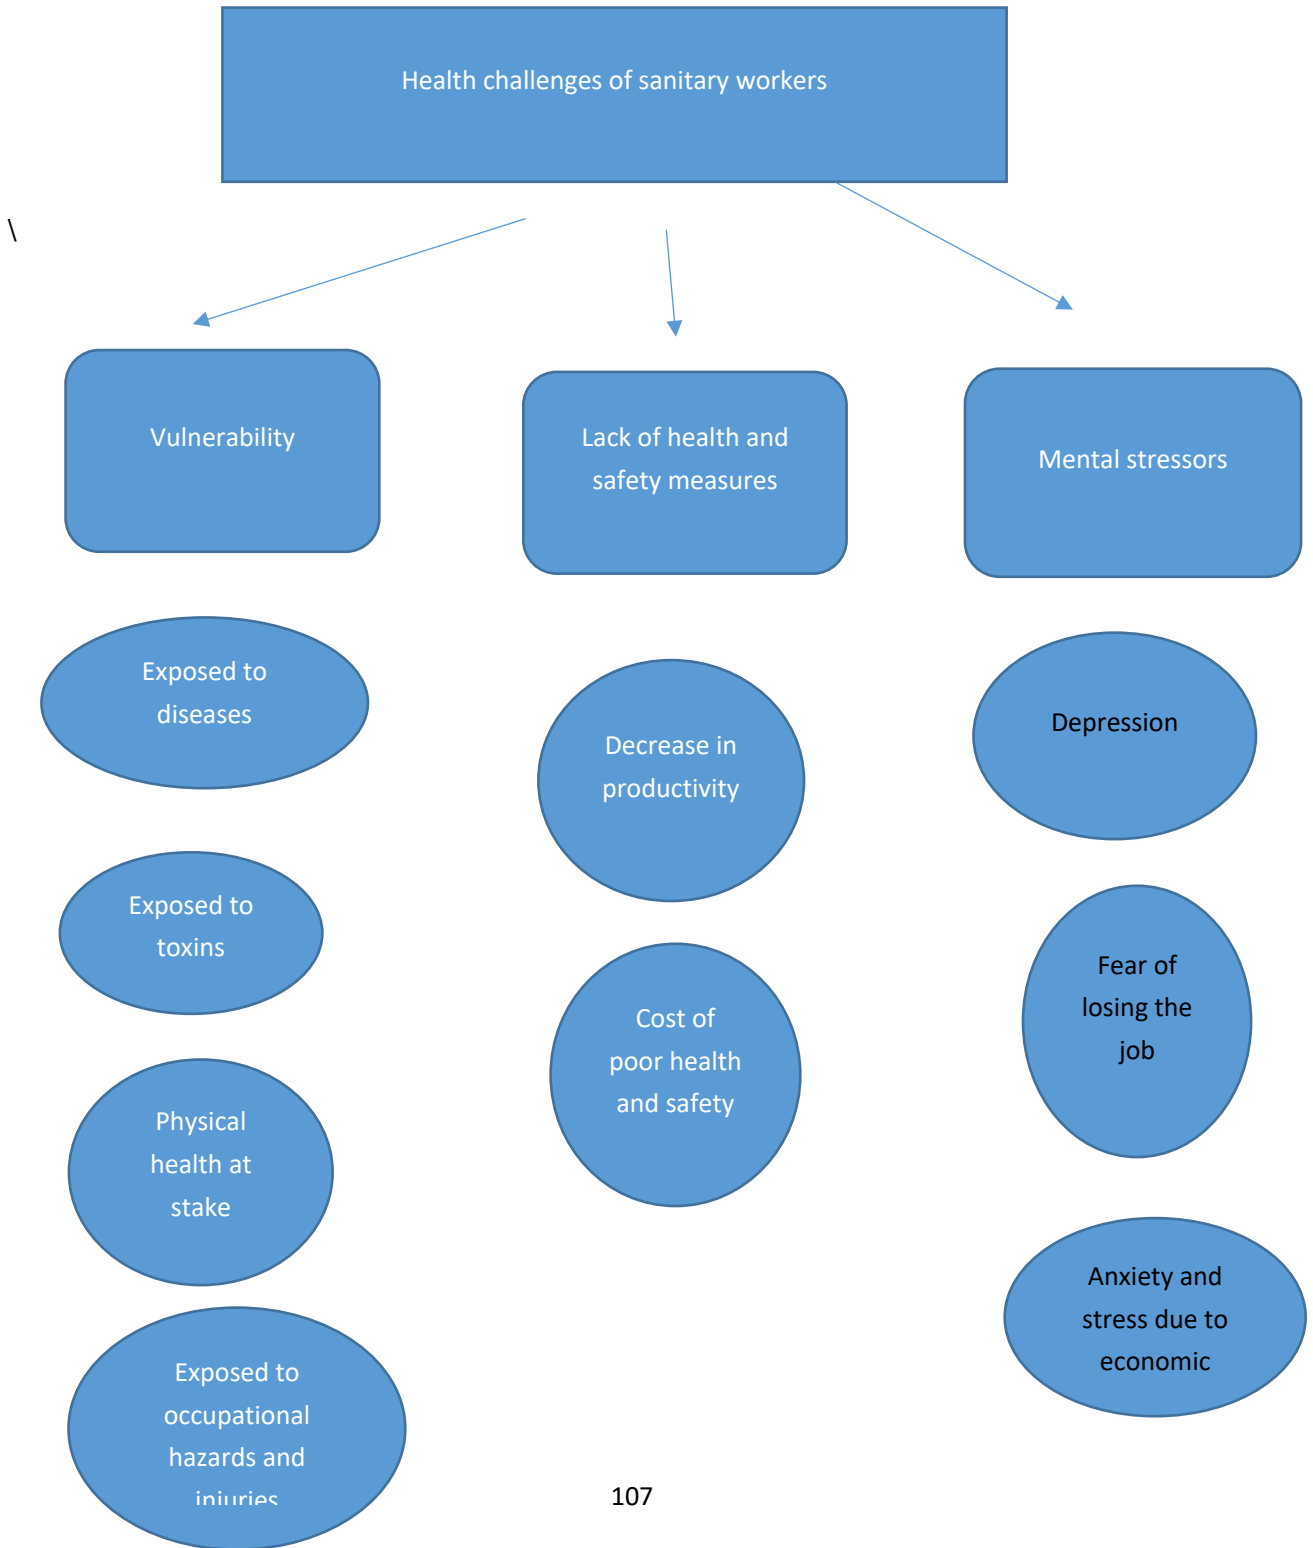 Health challenges of sanitary workers
\
Vulnerability
Lack of health and
safety measures
Mental stressors
Exposed to
diseases
Exposed to
toxins
Physical
health at
stake
Exposed to
occupational
hazards and
injuries
Decrease in
productivity
Cost of
poor health
and safety
Depression
Fear of
losing the
job
Anxiety and
stress due to
economic
107